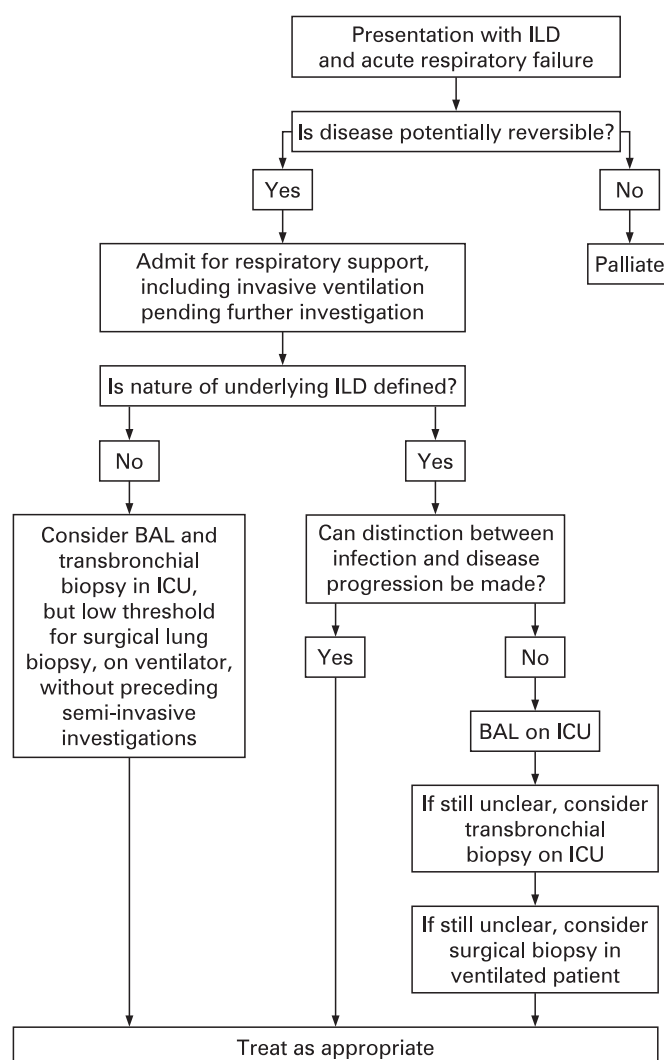 Presentation with ILD
and acute respiratory failure
Is disease potentially reversible?
Yes
No
Admit for respiratory support,
including invasive ventilation
pending further investigation
Palliate
Is nature of underlying ILD defined?
No
Yes
Consider BAL and
transbronchial
biopsy in ICU,
but low threshold
for surgical lung
biopsy, on ventilator,
without preceding
semi-invasive
investigations
Can distinction between
infection and disease
progression be made?
Yes
No
BAL on ICU
If still unclear, consider
transbronchial
biopsy on ICU
If still unclear, consider
surgical biopsy in
ventilated patient
Treat as appropriate